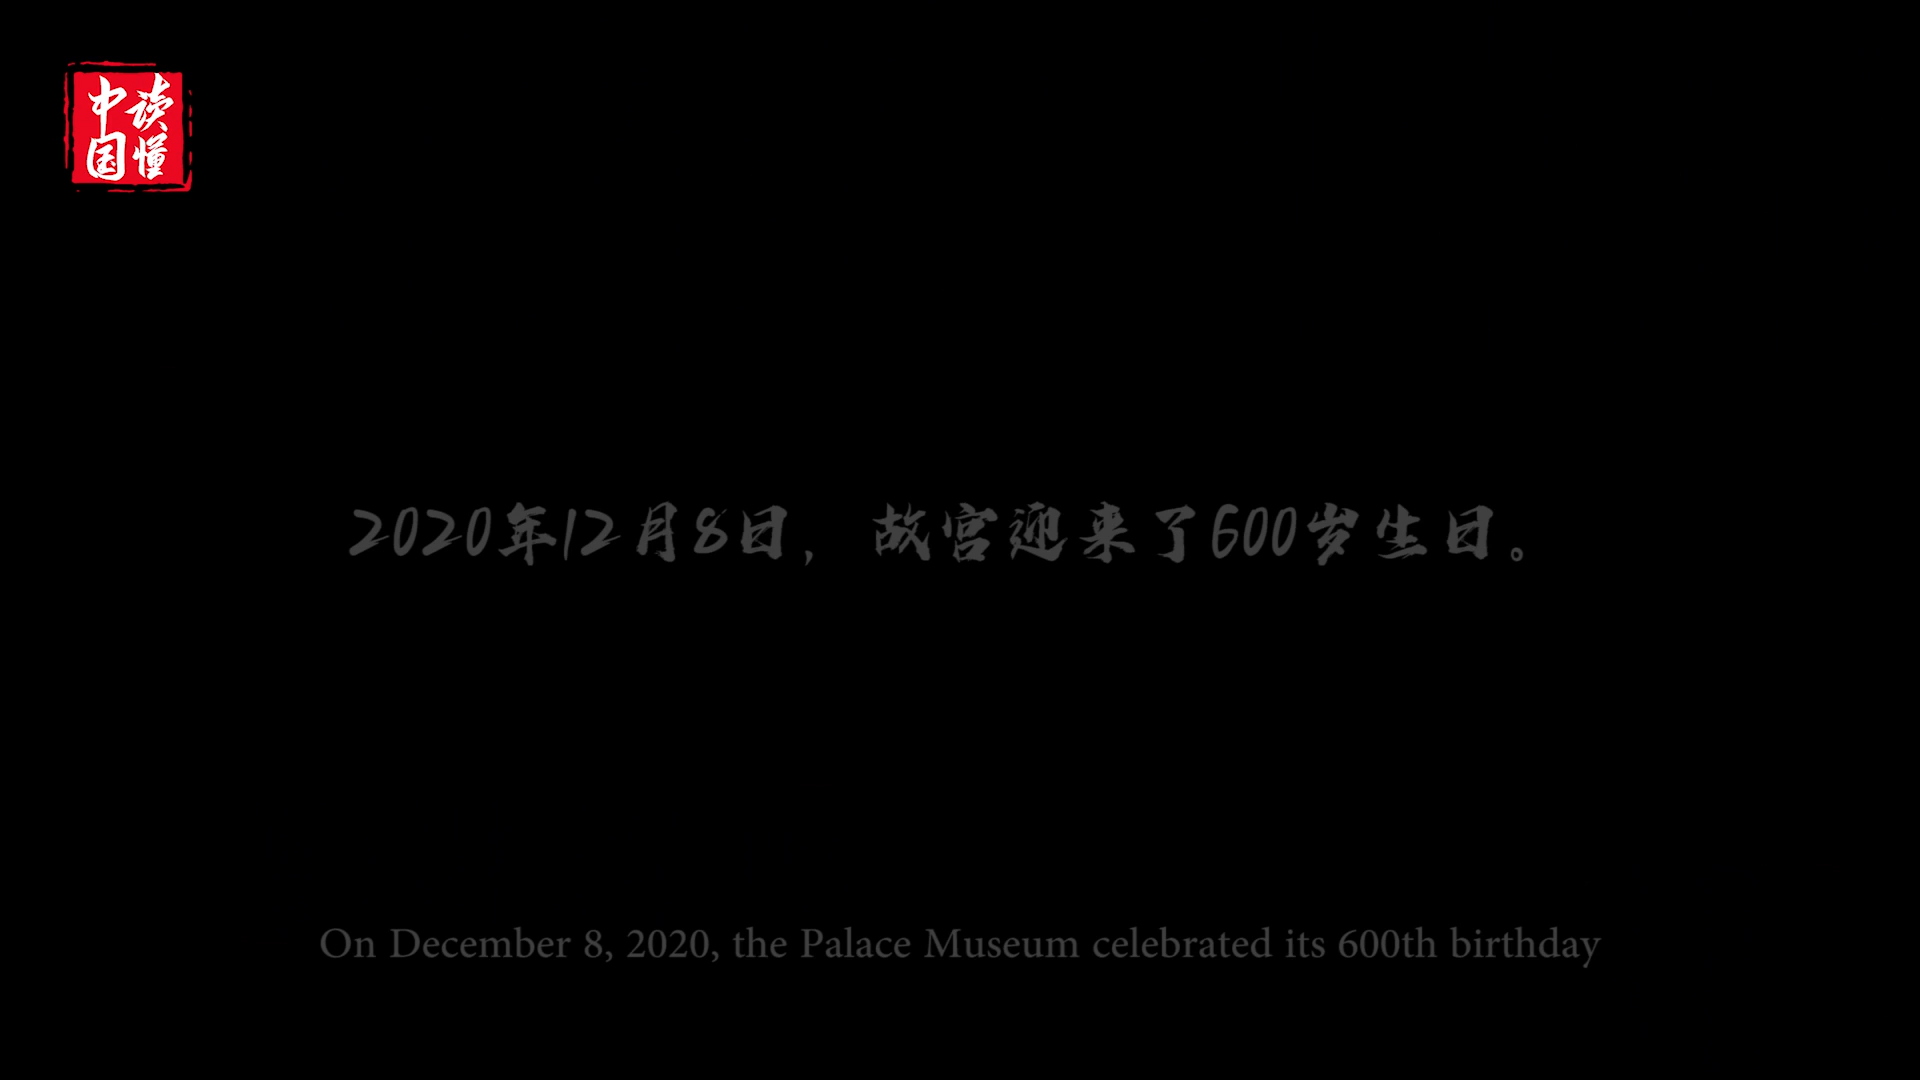 读懂
中国
2020年12月8日，故宫迎来了600岁生日。
On December 8, 2020, the Palace Museum celebrated its 600th birthday